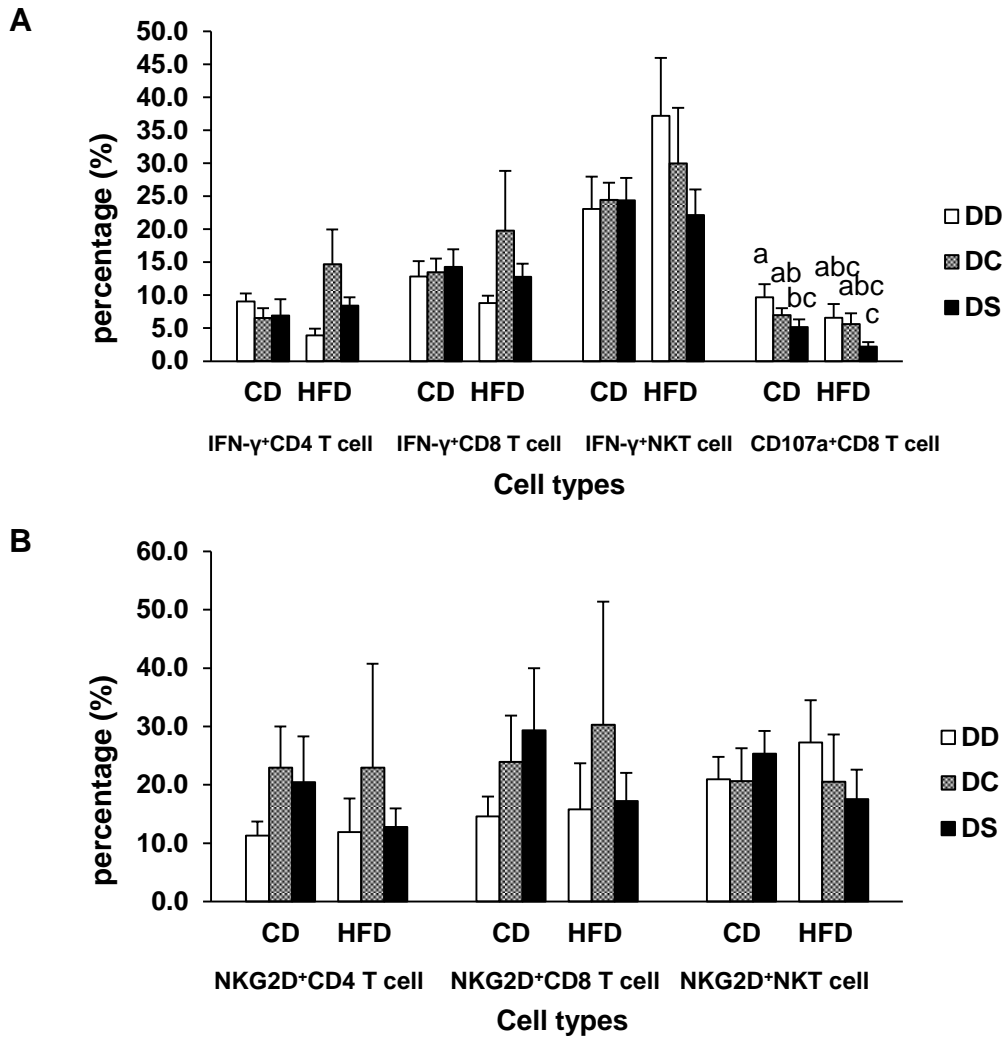 A
50.0
45.0
40.0
35.0
30.0
25.0
20.0
15.0
10.0
5.0
0.0
percentage (%)
a
ab
bc
abc
abc
c
DD
DC
DS
CD HFD CD HFD CD HFD CD HFD
IFN-γ+CD4 T cell IFN-γ+CD8 T cell IFN-γ+NKT cell CD107a+CD8 T cell
Cell types
B
60.0
50.0
40.0
30.0
20.0
10.0
0.0
percentage (%)
DD
DC
DS
CD HFD CD HFD CD HFD
NKG2D+CD4 T cell NKG2D+CD8 T cell NKG2D+NKT cell
Cell types